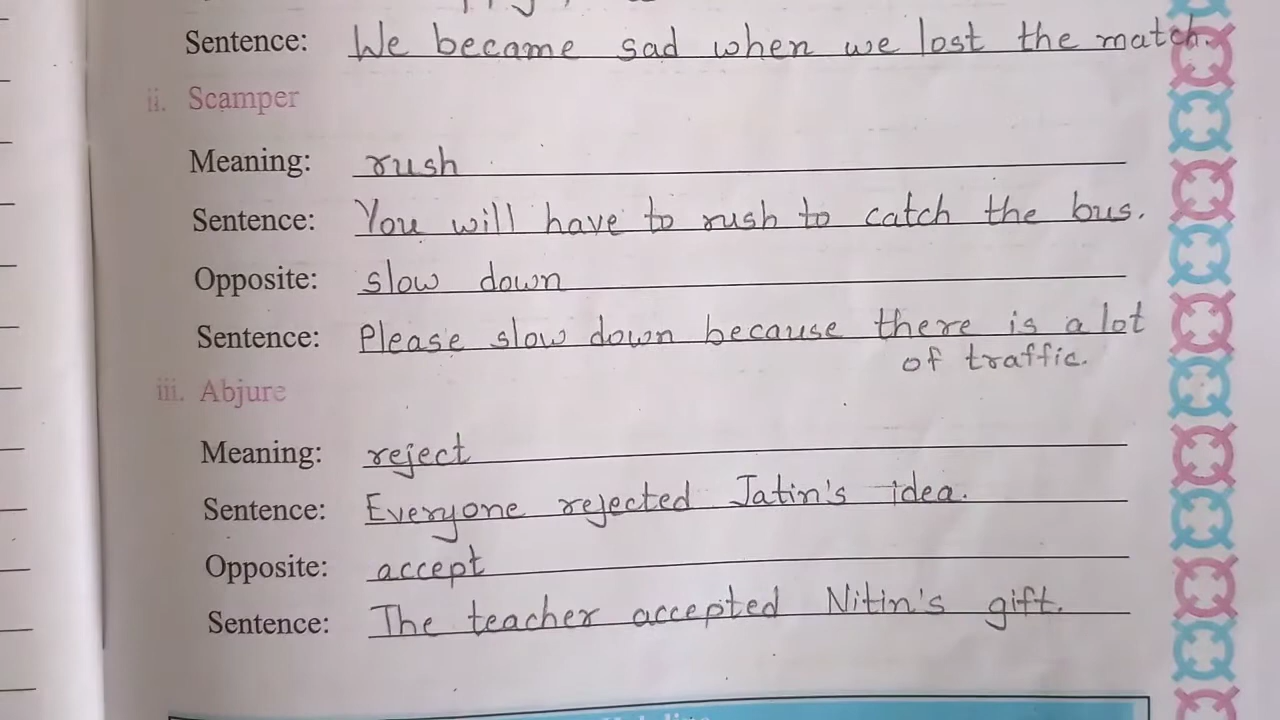 Sentence: We became sad when we lost the match.
ii. Scamper
Meaning: rush
Sentence: You will have to rush to catch the bus.
Opposite: slow down
Sentence: Please slow down because there is a lot
of traffic.
iii. Abjure
Meaning: reject
Sentence: Everyone rejected Jatin's idea.
Opposite: accept
Sentence: The teacher accepted Nitin's gift.